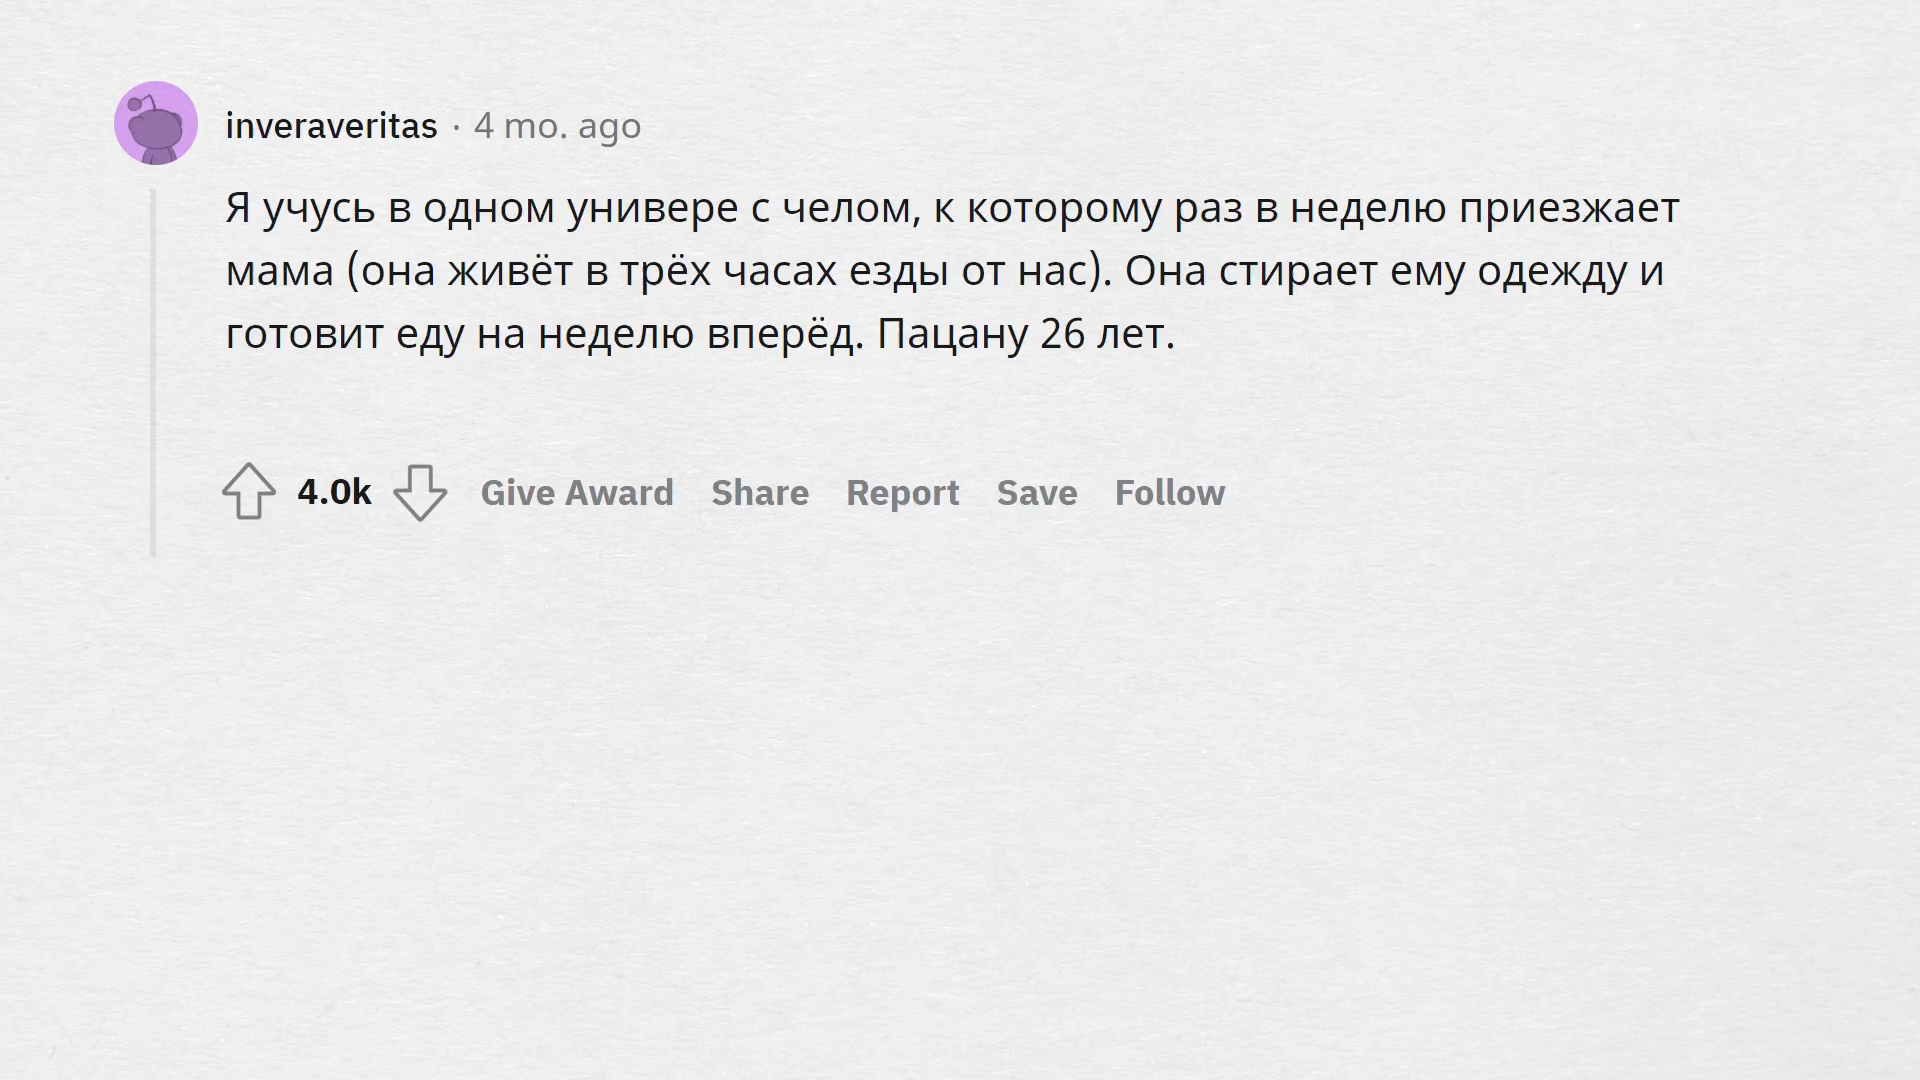 inveraveritas · 4 mo. ago
Я учусь в одном универе с челом, к которому раз в неделю приезжает
мама (она живёт в трёх часах езды от нас). Она стирает ему одежду и
готовит еду на неделю вперёд. Пацану 26 лет.
4.0k Give Award Share Report Save Follow